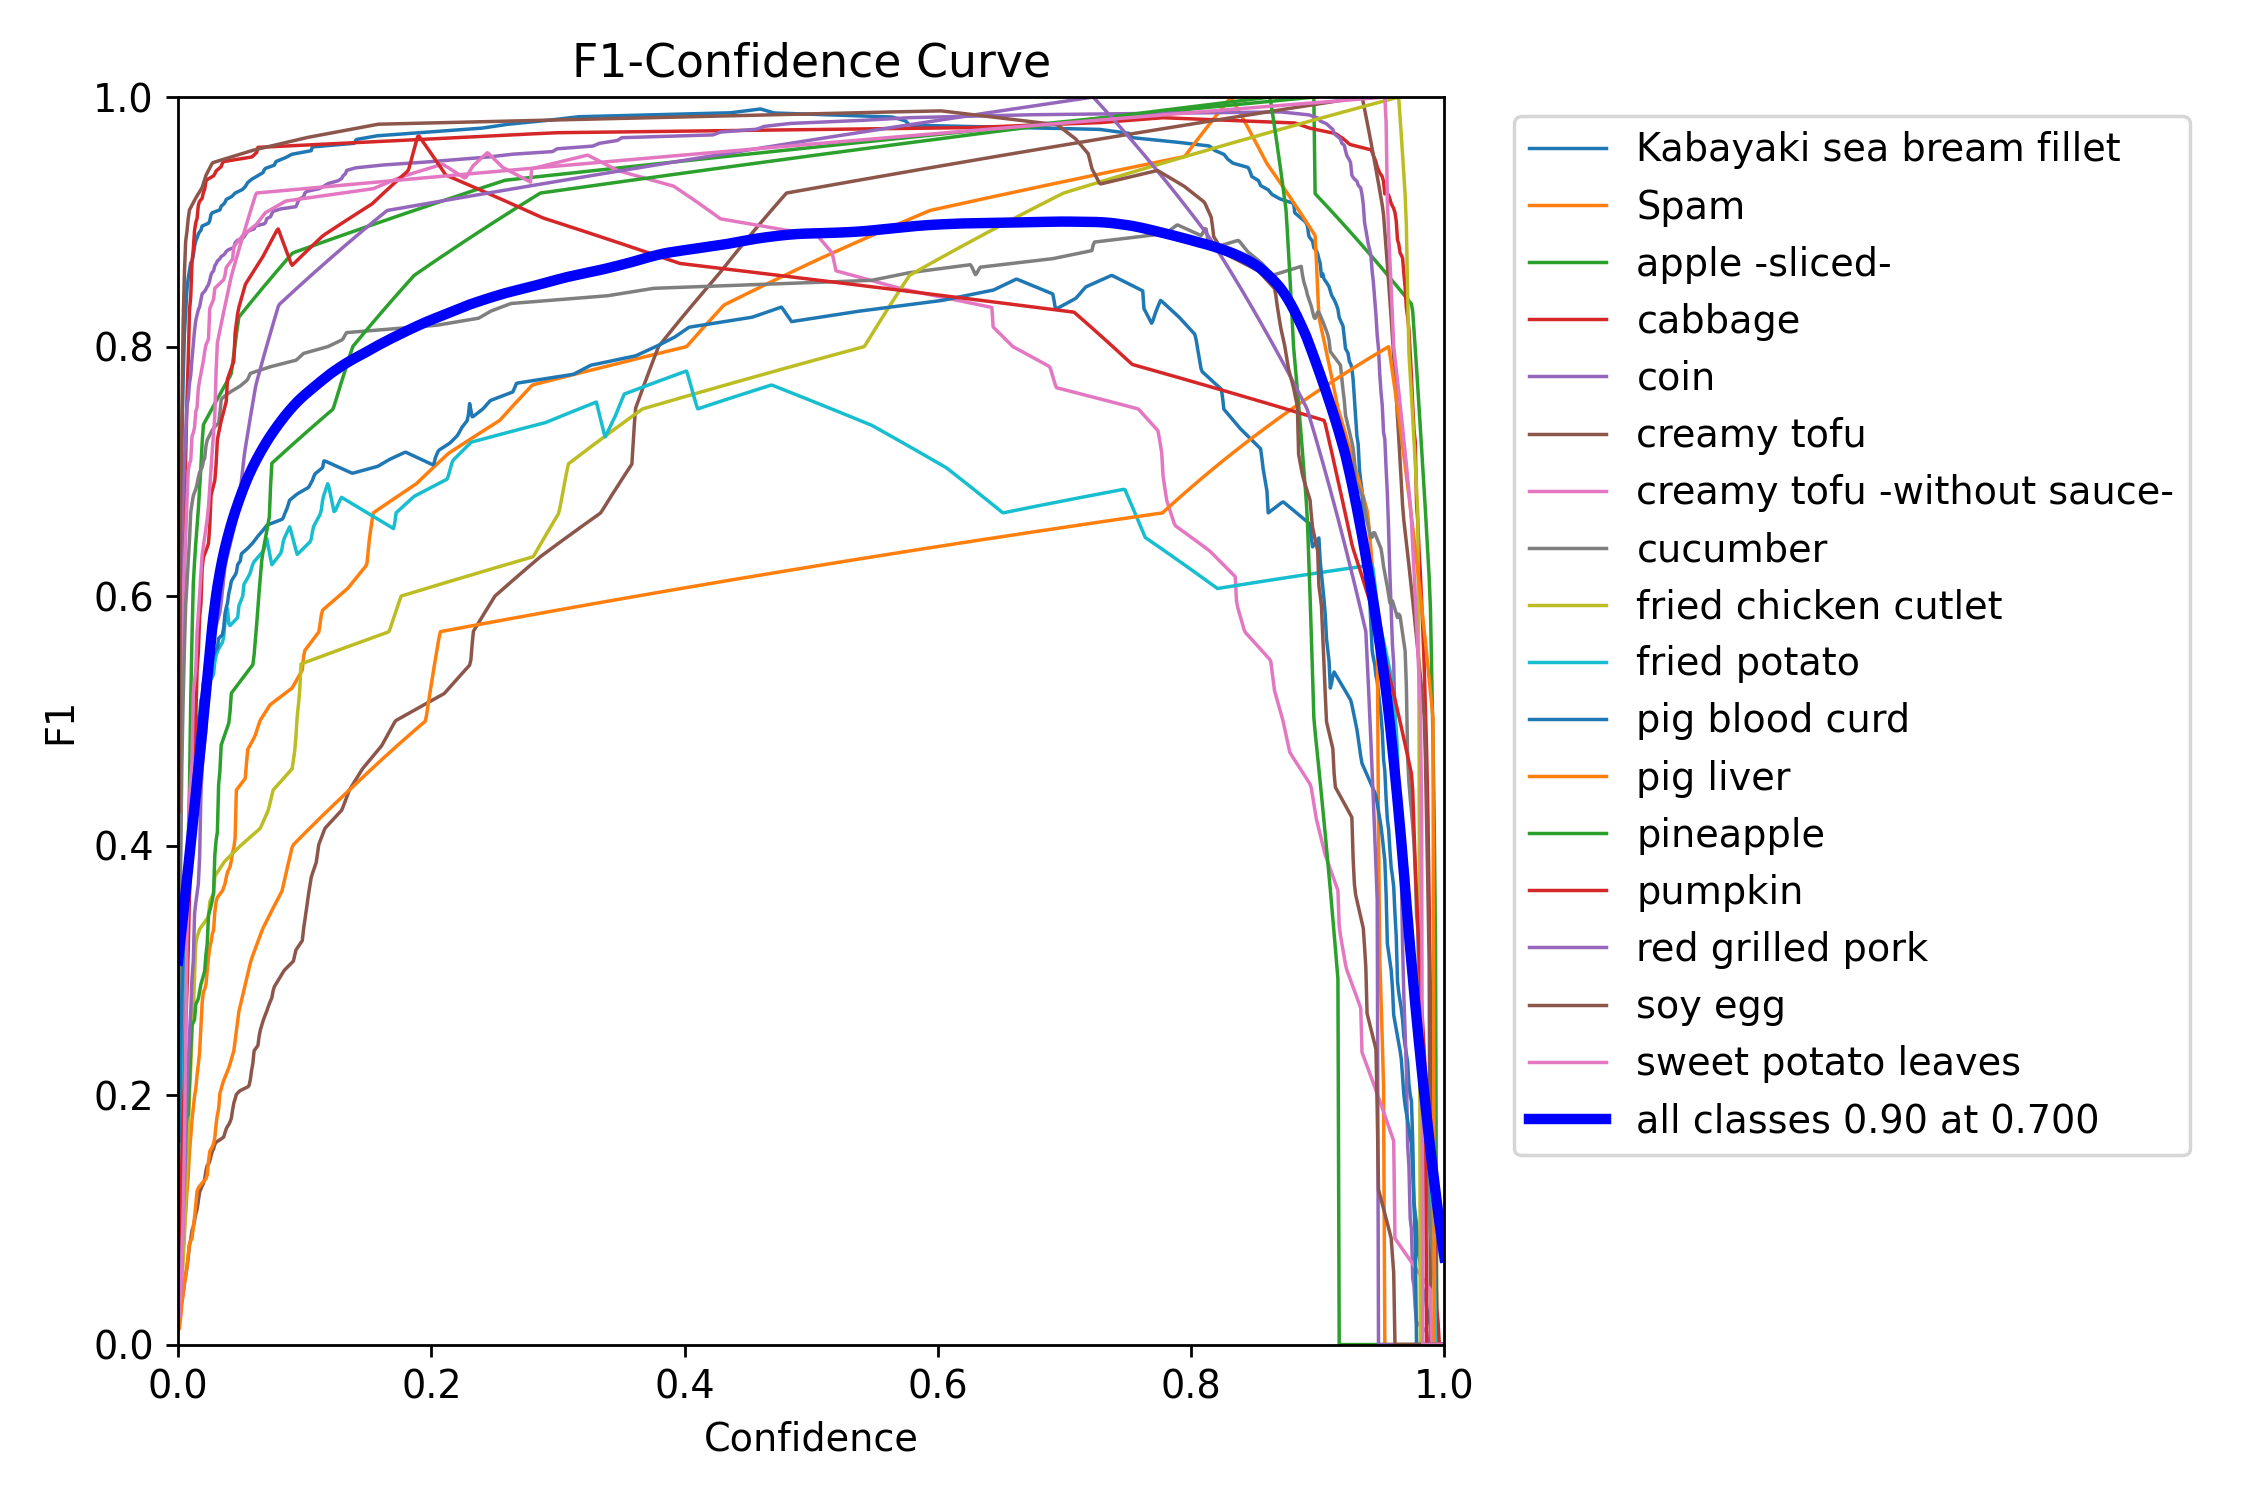 F1-Confidence Curve
1.0
0.8
0.6
0.4
0.2
0.0
F1
0.0 0.2 0.4 0.6 0.8 1.0
Confidence
Kabayaki sea bream fillet
Spam
apple -sliced-
cabbage
coin
creamy tofu
creamy tofu -without sauce-
cucumber
fried chicken cutlet
fried potato
pig blood curd
pig liver
pineapple
pumpkin
red grilled pork
soy egg
sweet potato leaves
all classes 0.90 at 0.700